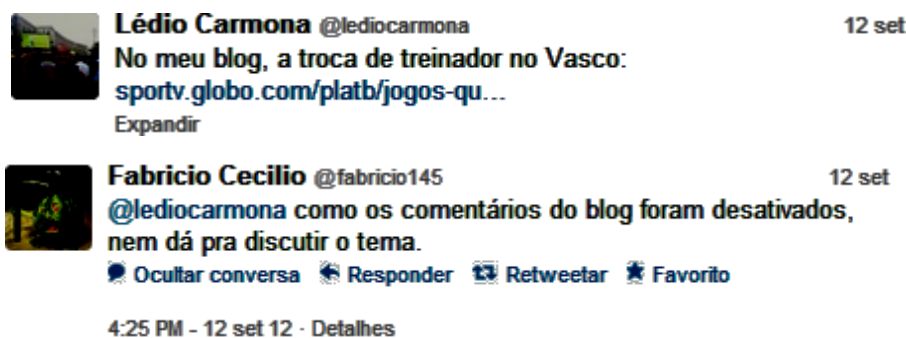 Lédio Carmona @lediocarmona 12 set
No meu blog, a troca de treinador no Vasco:
sportv.globo.com/platb/jogos-qu...
Expandir
Fabricio Cecilio @fabricio145 12 set
@lediocarmona como os comentários do blog foram desativados,
nem dá pra discutir o tema.
Ocultar conversa Responder Retweetar Favorito
4:25 PM - 12 set 12 · Detalhes